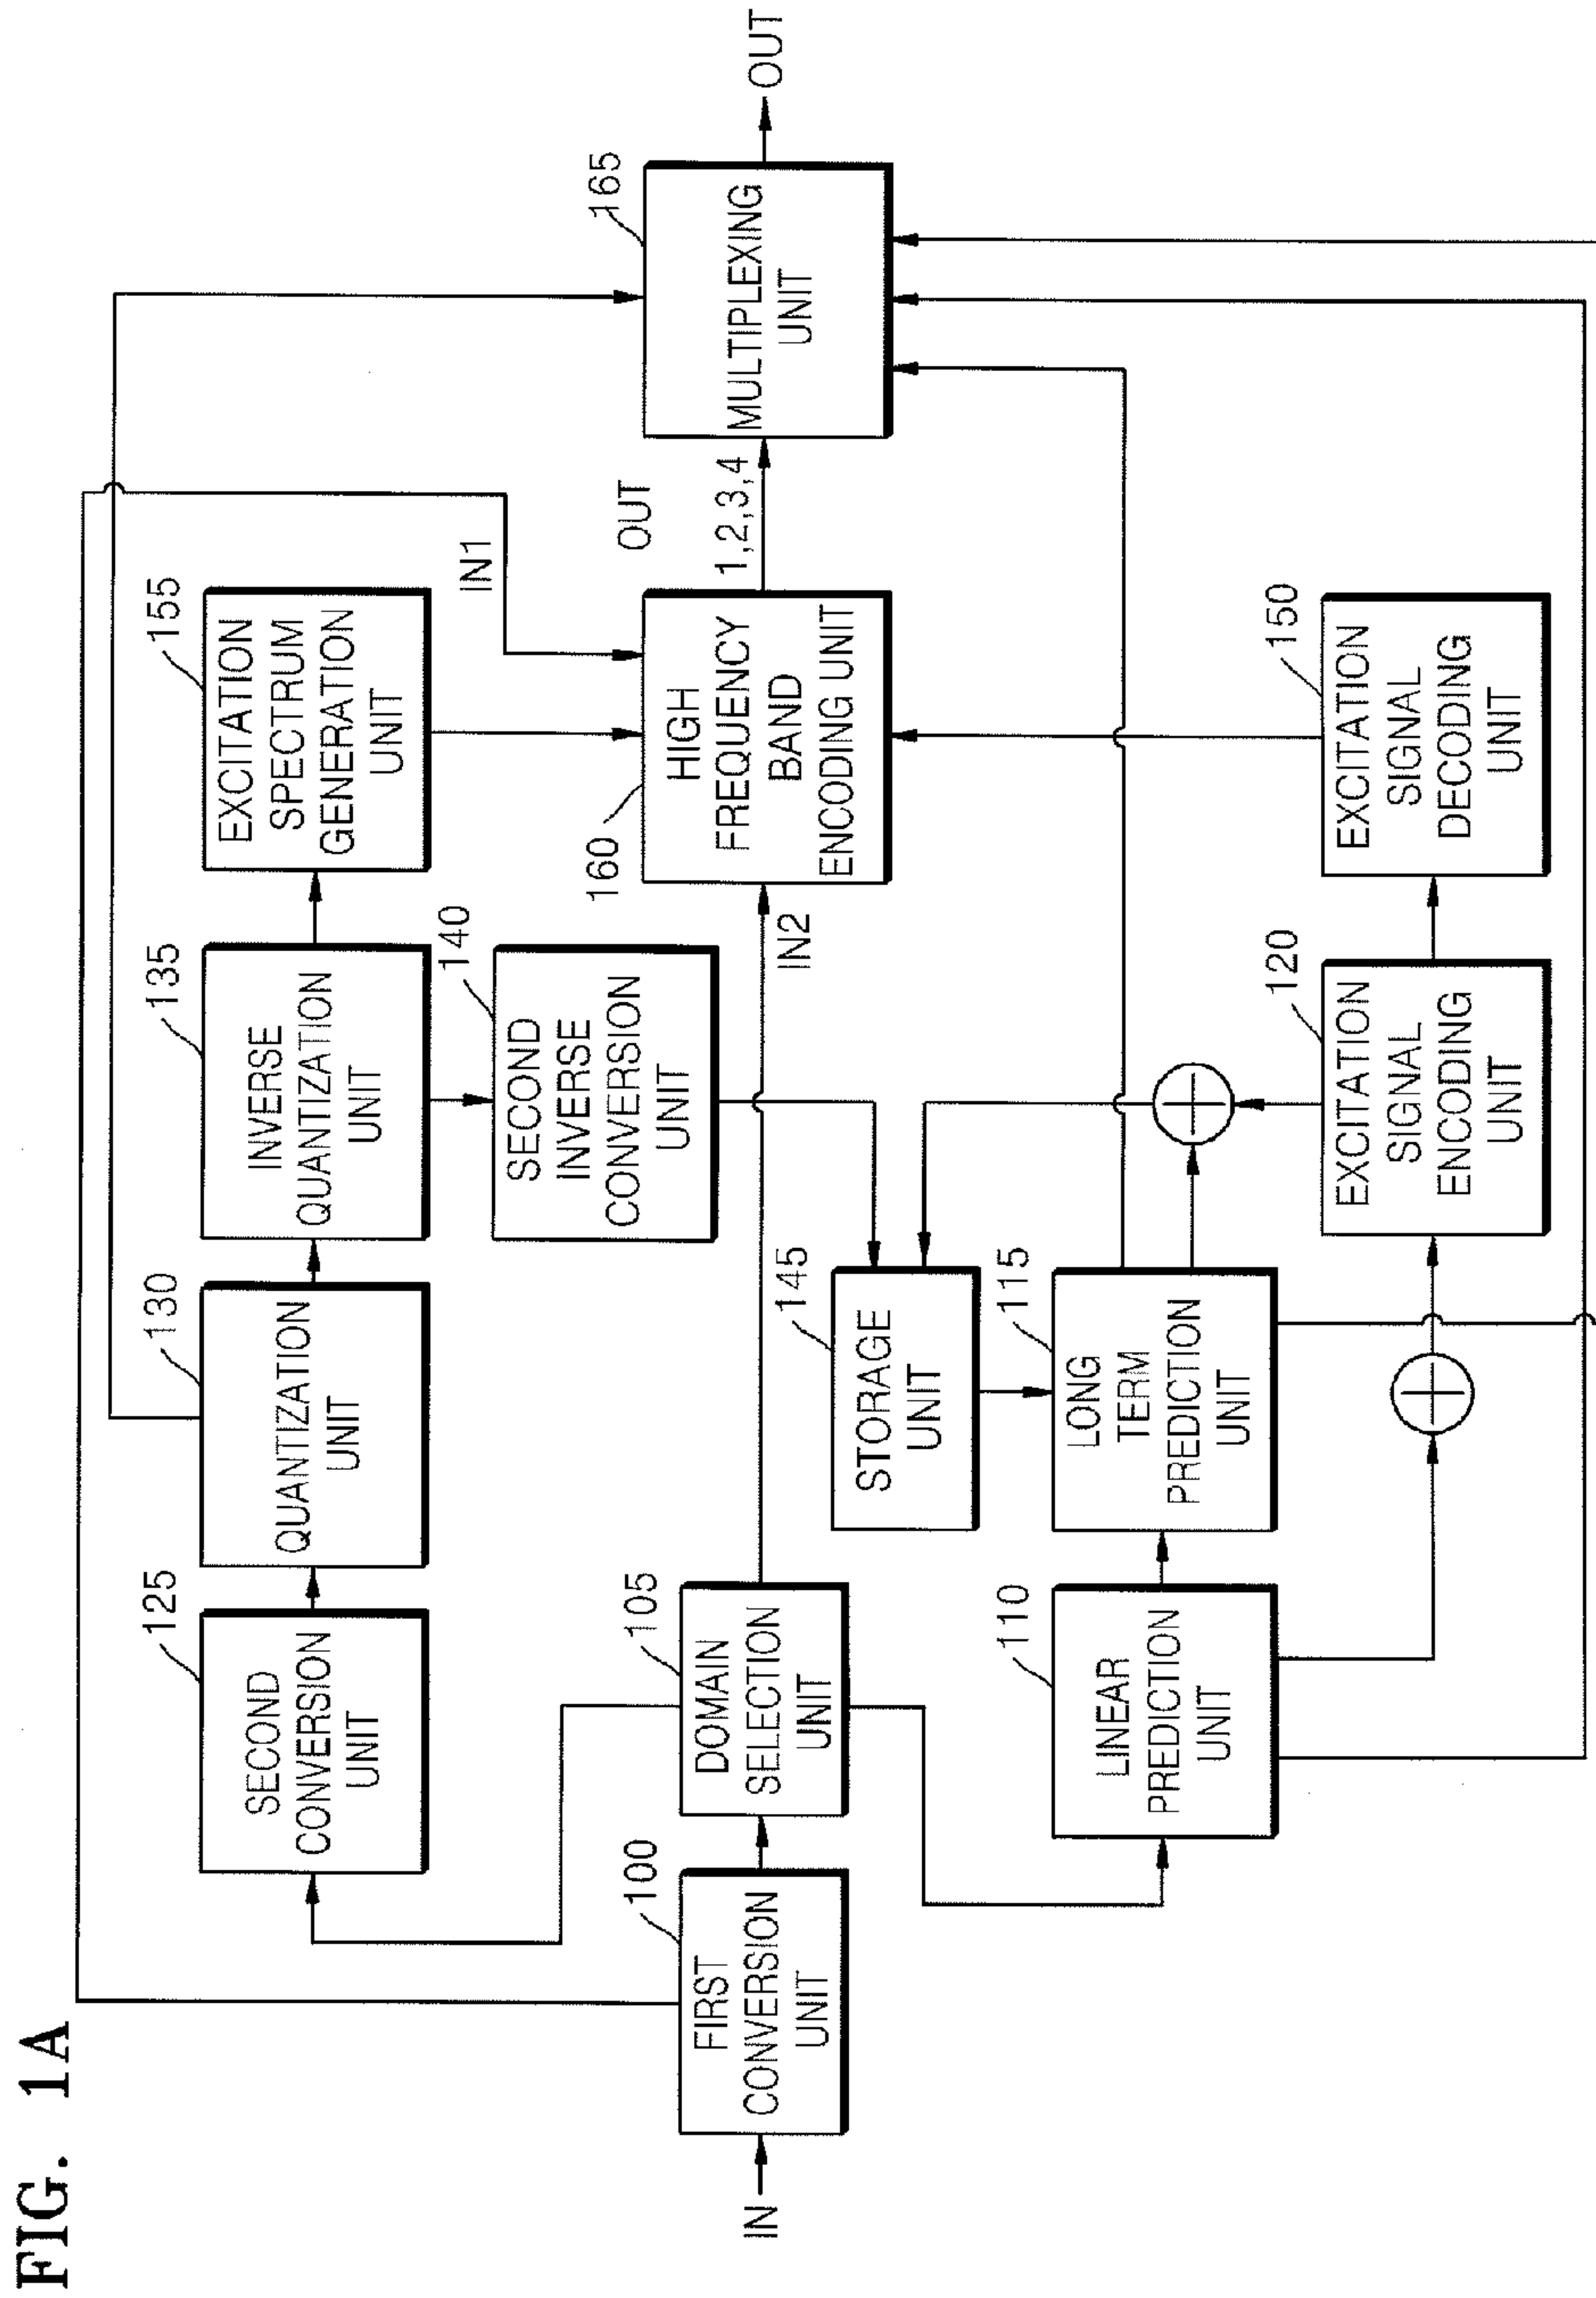 FIG. 1A
IN
FIRST
CONVERSION
UNIT
100
DOMAIN
SELECTION
UNIT
105
SECOND
CONVERSION
UNIT
125
QUANTIZATION
UNIT
130
INVERSE
QUANTIZATION
UNIT
135
SECOND
INVERSE
CONVERSION
UNIT
140
EXCITATION
SPECTRUM
GENERATION
UNIT
155
IN1
IN2
HIGH
FREQUENCY
BAND
ENCODING UNIT
160
OUT
1,2,3,4
MULTIPLEXING
UNIT
165
OUT
STORAGE
UNIT
145
LINEAR
PREDICTION
UNIT
110
LONG
TERM
PREDICTION
UNIT
115
EXCITATION
SIGNAL
ENCODING
UNIT
120
EXCITATION
SIGNAL
DECODING
UNIT
150